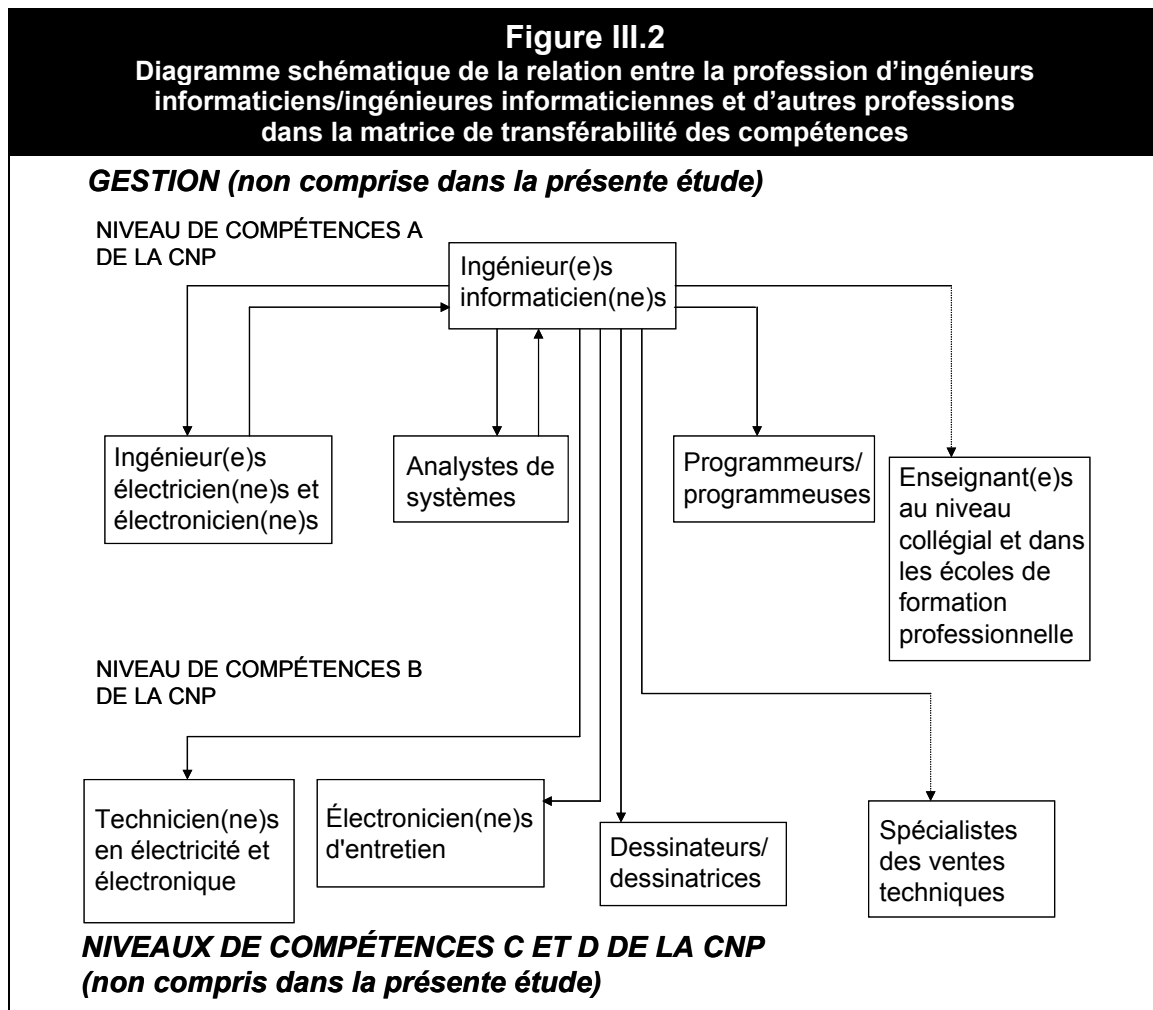 Figure III.2
Diagramme schématique de la relation entre la profession d’ingénieurs
informaticiens/ingénieures informaticiennes et d’autres professions
dans la matrice de transférabilité des compétences
GESTION (non comprise dans la présente étude)
NIVEAU DE COMPÉTENCES A
DE LA CNP
Ingénieur(e)s
informaticien(ne)s
Ingénieur(e)s
électricien(ne)s et
électronicien(ne)s
Analystes de
systèmes
Programmeurs/
programmeuses
Enseignant(e)s
au niveau
collégial et dans
les écoles de
formation
professionnelle
NIVEAU DE COMPÉTENCES B
DE LA CNP
Technicien(ne)s
en électricité et
électronique
Électronicien(ne)s
d'entretien
Dessinateurs/
dessinatrices
Spécialistes
des ventes
techniques
NIVEAUX DE COMPÉTENCES C ET D DE LA CNP
(non compris dans la présente étude)